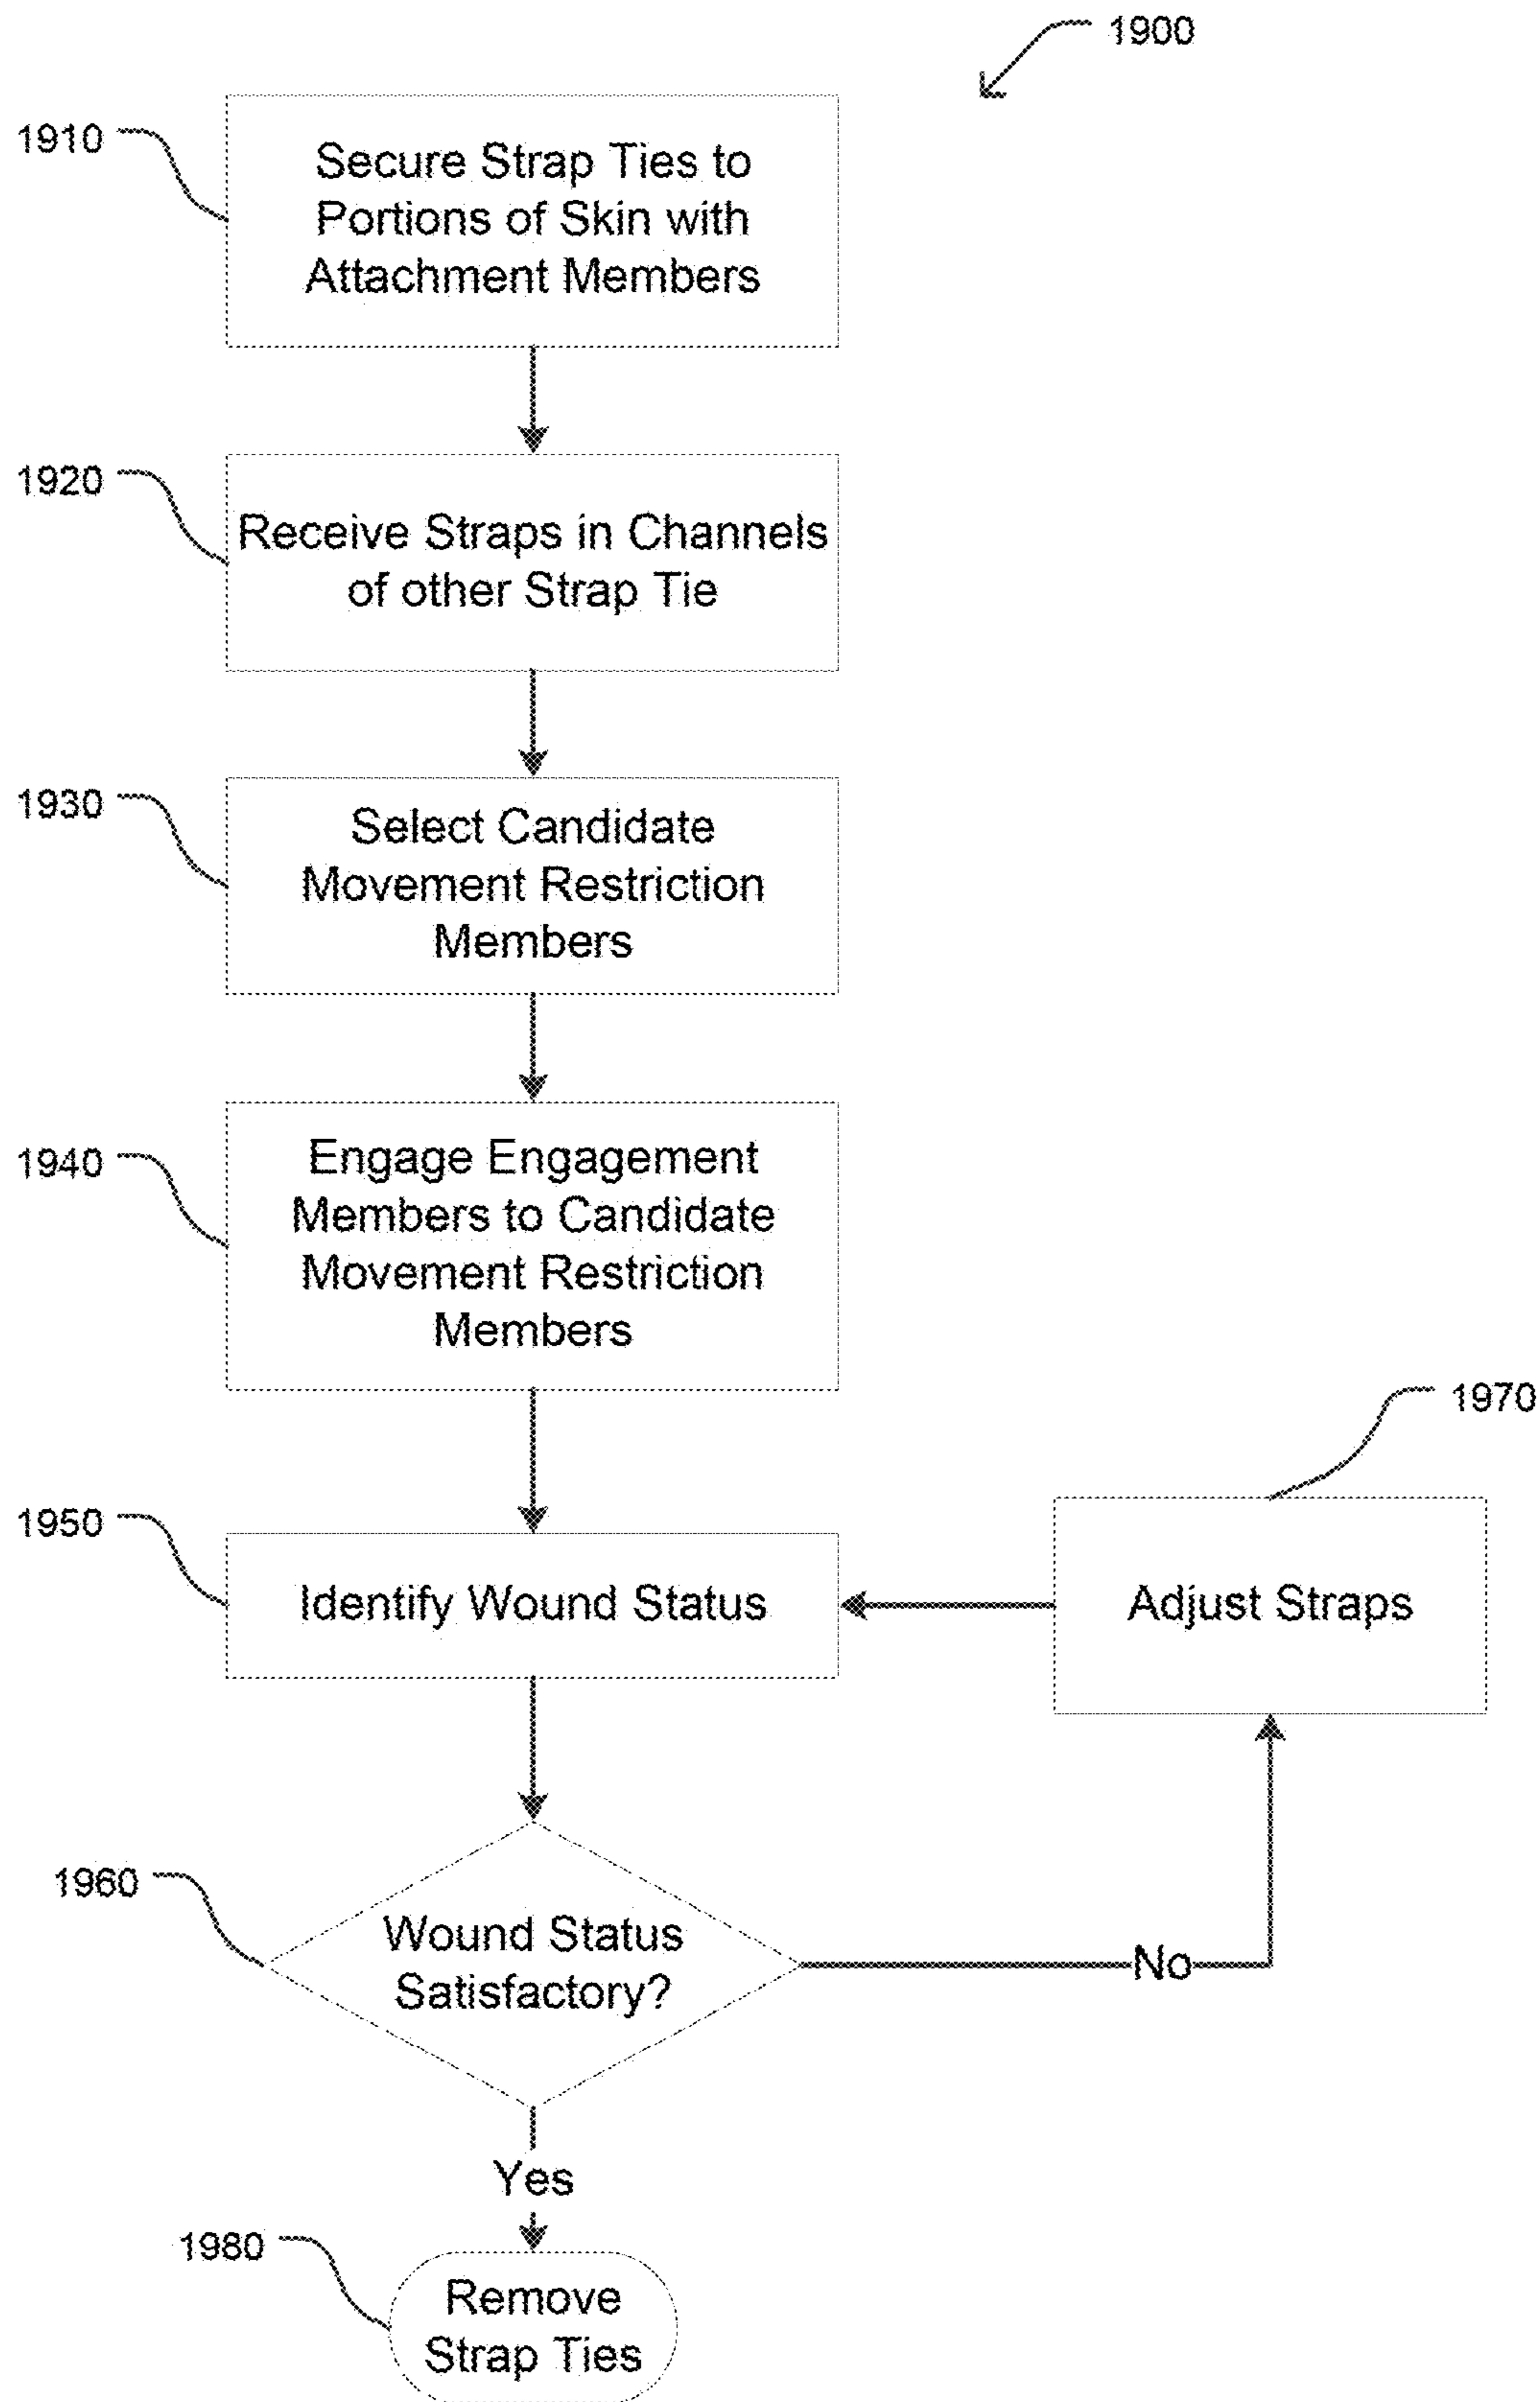 1900
1910
Secure Strap Ties to
Portions of Skin with
Attachment Members
1920
Receive Straps in Channels
of other Strap Tie
1930
Select Candidate
Movement Restriction
Members
1940
Engage Engagement
Members to Candidate
Movement Restriction
Members
1970
1950
Identify Wound Status
Adjust Straps
1960
Wound Status
Satisfactory?
No
Yes
1980
Remove
Strap Ties